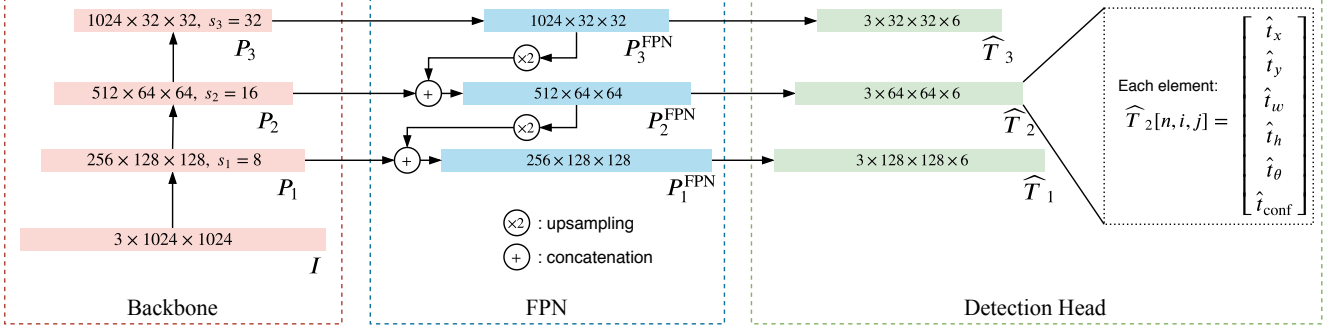 1024 × 32 × 32, s₃ = 32
P₃
512 × 64 × 64, s₂ = 16
P₂
256 × 128 × 128, s₁ = 8
P₁
3 × 1024 × 1024
I
Backbone
1024 × 32 × 32
P₃^FPN
×2
+
512 × 64 × 64
P₂^FPN
×2
+
256 × 128 × 128
P₁^FPN
×2 : upsampling
+ : concatenation
FPN
3 × 32 × 32 × 6
T̂ ₃
3 × 64 × 64 × 6
T̂ ₂
3 × 128 × 128 × 6
T̂ ₁
Each element:
T̂ ₂[n, i, j] =
t̂ₓ
t̂_y
t̂_w
t̂_h
t̂_θ
t̂_conf
Detection Head